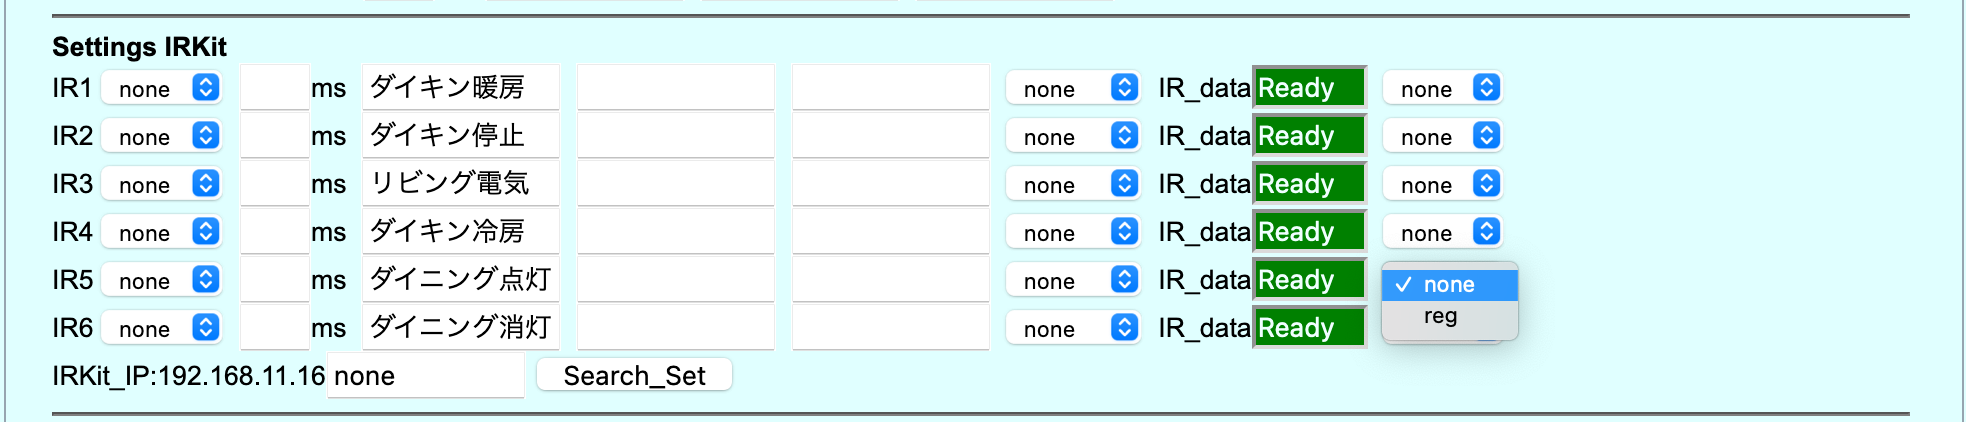 Settings IRKit
IR1 none ms ダイキン暖房 none IR_data Ready none
IR2 none ms ダイキン停止 none IR_data Ready none
IR3 none ms リビング電気 none IR_data Ready none
IR4 none ms ダイキン冷房 none IR_data Ready none
IR5 none ms ダイニング点灯 none IR_data Ready ✓ none
reg
IR6 none ms ダイニング消灯 none IR_data Ready
IRKit_IP:192.168.11.16 none Search_Set